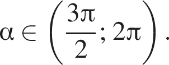 α ∈ (3π/2; 2π).